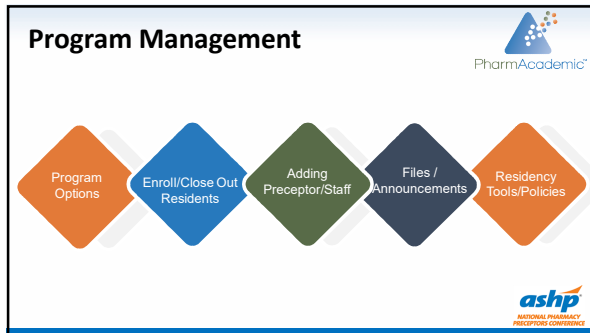 Program Management
PharmAcademic™
Program
Options
Enroll/Close Out
Residents
Adding
Preceptor/Staff
Files /
Announcements
Residency
Tools/Policies
ashp
NATIONAL PHARMACY
PRECEPTORS CONFERENCE